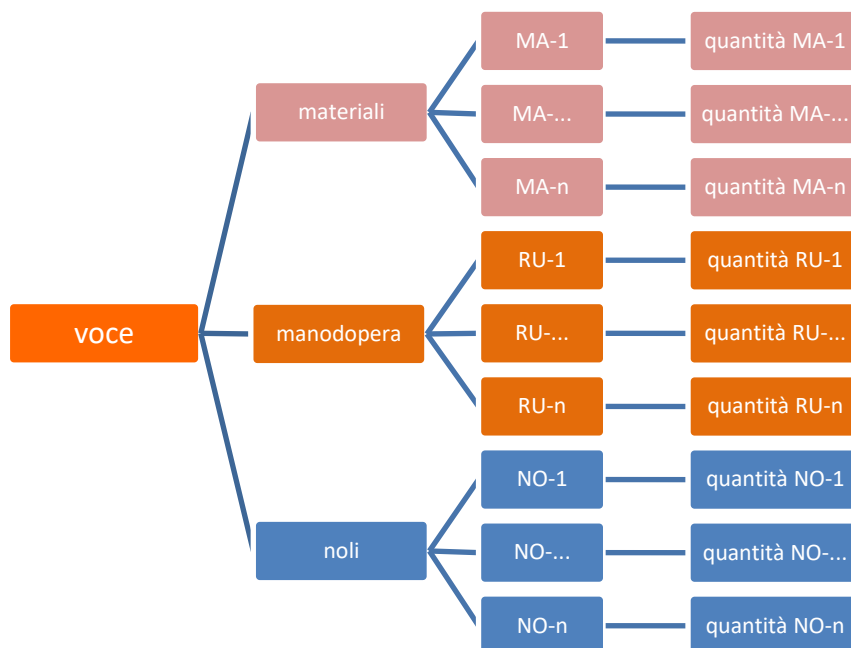 MA-1
quantità MA-1
materiali
MA-...
quantità MA-...
MA-n
quantità MA-n
RU-1
quantità RU-1
voce
manodopera
RU-...
quantità RU-...
RU-n
quantità RU-n
NO-1
quantità NO-1
noli
NO-...
quantità NO-...
NO-n
quantità NO-n